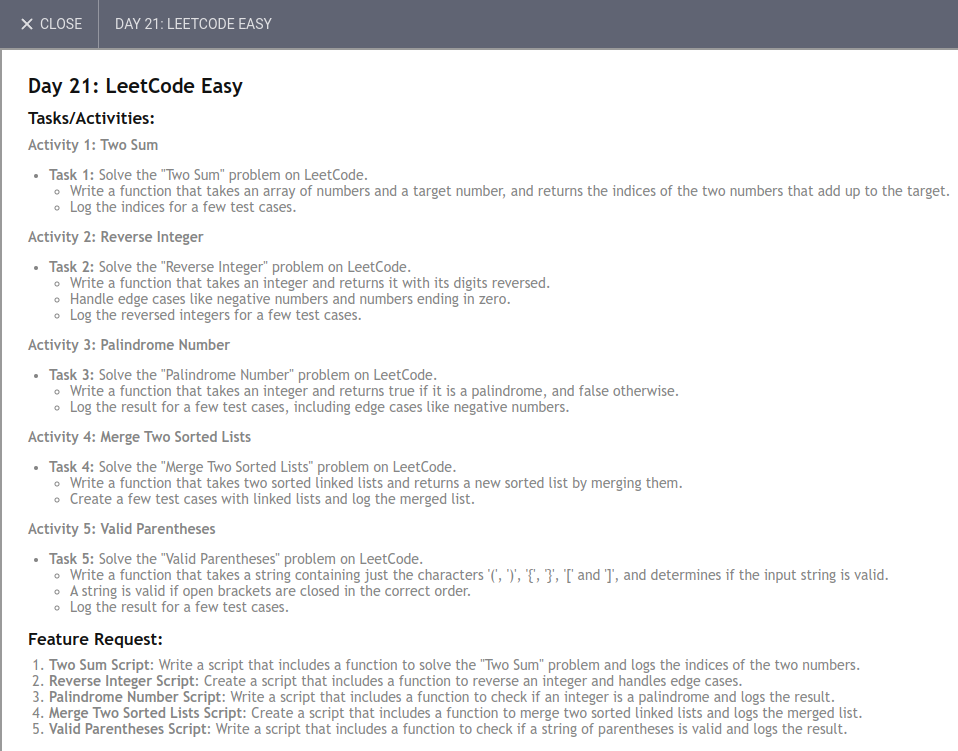 CLOSE DAY 21: LEETCODE EASY
Day 21: LeetCode Easy
Tasks/Activities:
Activity 1: Two Sum
• Task 1: Solve the "Two Sum" problem on LeetCode.
◦ Write a function that takes an array of numbers and a target number, and returns the indices of the two numbers that add up to the target.
◦ Log the indices for a few test cases.
Activity 2: Reverse Integer
• Task 2: Solve the "Reverse Integer" problem on LeetCode.
◦ Write a function that takes an integer and returns it with its digits reversed.
◦ Handle edge cases like negative numbers and numbers ending in zero.
◦ Log the reversed integers for a few test cases.
Activity 3: Palindrome Number
• Task 3: Solve the "Palindrome Number" problem on LeetCode.
◦ Write a function that takes an integer and returns true if it is a palindrome, and false otherwise.
◦ Log the result for a few test cases, including edge cases like negative numbers.
Activity 4: Merge Two Sorted Lists
• Task 4: Solve the "Merge Two Sorted Lists" problem on LeetCode.
◦ Write a function that takes two sorted linked lists and returns a new sorted list by merging them.
◦ Create a few test cases with linked lists and log the merged list.
Activity 5: Valid Parentheses
• Task 5: Solve the "Valid Parentheses" problem on LeetCode.
◦ Write a function that takes a string containing just the characters '(', ')', '{', '}', '[' and ']', and determines if the input string is valid.
◦ A string is valid if open brackets are closed in the correct order.
◦ Log the result for a few test cases.
Feature Request:
1. Two Sum Script: Write a script that includes a function to solve the "Two Sum" problem and logs the indices of the two numbers.
2. Reverse Integer Script: Create a script that includes a function to reverse an integer and handles edge cases.
3. Palindrome Number Script: Write a script that includes a function to check if an integer is a palindrome and logs the result.
4. Merge Two Sorted Lists Script: Create a script that includes a function to merge two sorted linked lists and logs the merged list.
5. Valid Parentheses Script: Write a script that includes a function to check if a string of parentheses is valid and logs the result.